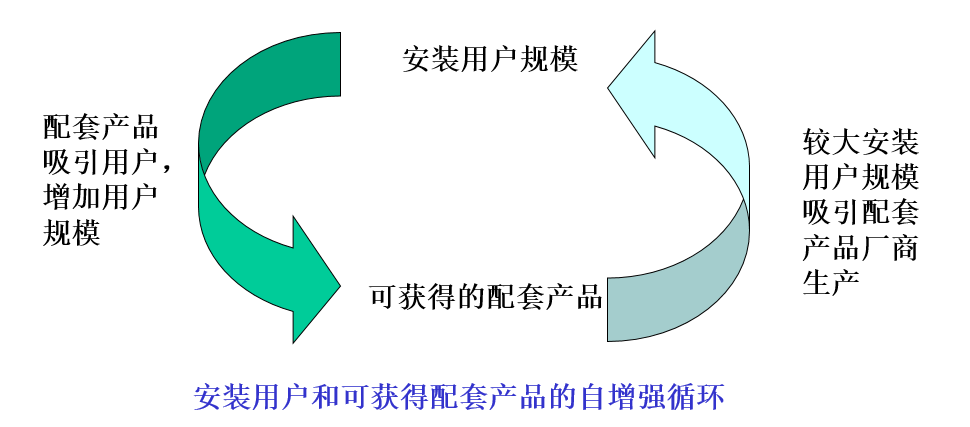 安装用户规模
配套产品
吸引用户，
增加用户
规模
较大安装
用户规模
吸引配套
产品厂商
生产
可获得的配套产品
安装用户和可获得配套产品的自增强循环